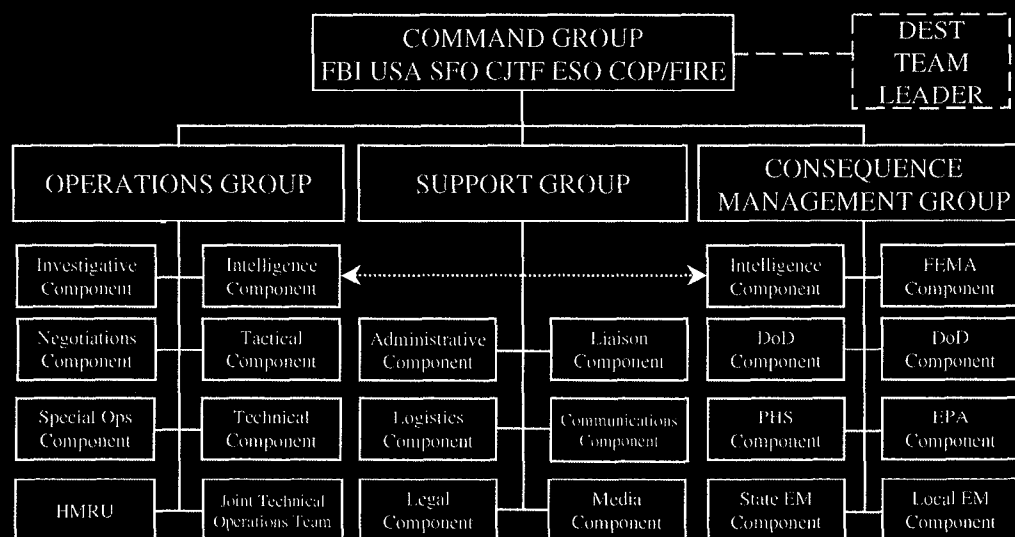 COMMAND GROUP
FBI USA SFO CJTF ESO COP/FIRE
DEST
TEAM
LEADER
OPERATIONS GROUP
SUPPORT GROUP
CONSEQUENCE
MANAGEMENT GROUP
Investigative
Component
Intelligence
Component
Intelligence
Component
FEMA
Component
Negotiations
Component
Tactical
Component
Administrative
Component
Liaison
Component
DoD
Component
DoD
Component
Special Ops
Component
Technical
Component
Logistics
Component
Communications
Component
PHS
Component
EPA
Component
HMRU
Joint Technical
Operations Team
Legal
Component
Media
Component
State EM
Component
Local EM
Component